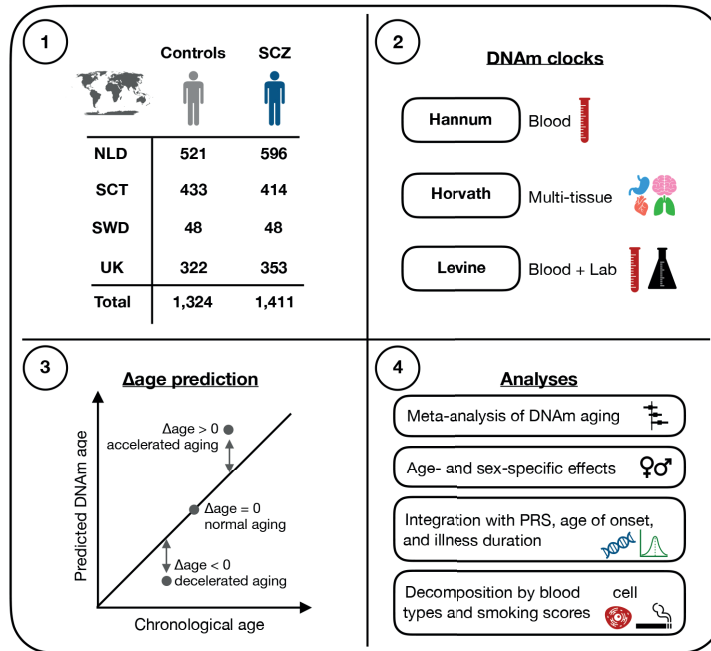 1
Controls SCZ
NLD 521 596
SCT 433 414
SWD 48 48
UK 322 353
Total 1,324 1,411
2
DNAm clocks
Hannum Blood
Horvath Multi-tissue
Levine Blood + Lab
3
Δage prediction
Predicted DNAm age
Δage > 0
accelerated aging
Δage = 0
normal aging
Δage < 0
decelerated aging
Chronological age
4
Analyses
Meta-analysis of DNAm aging
Age- and sex-specific effects
Integration with PRS, age of onset,
and illness duration
Decomposition by blood cell
types and smoking scores